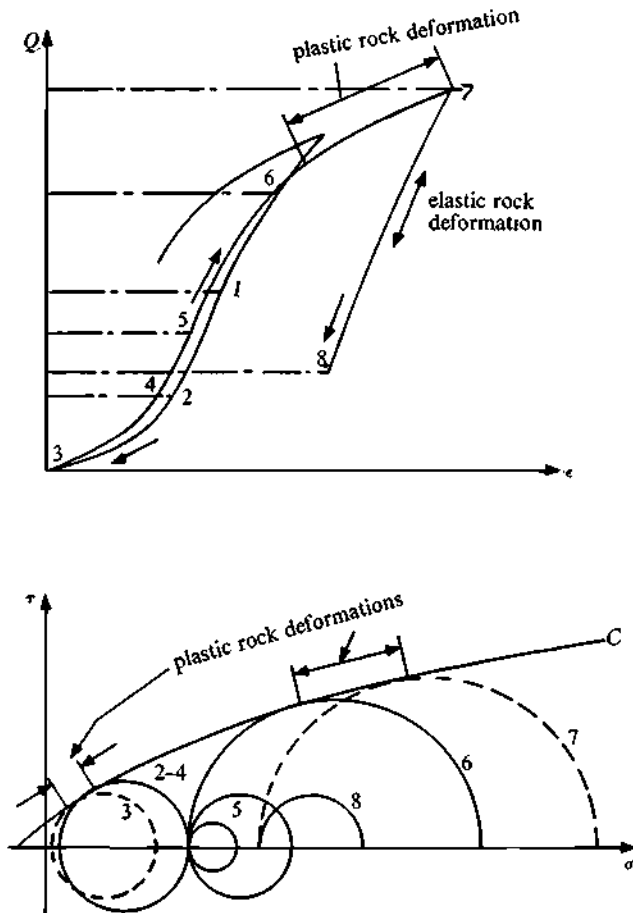 Q
plastic rock deformation
7
6
elastic rock
deformation
1
5
8
4
2
3
ϵ
τ
plastic rock deformations
C
7
2–4
6
3
5
8
σ